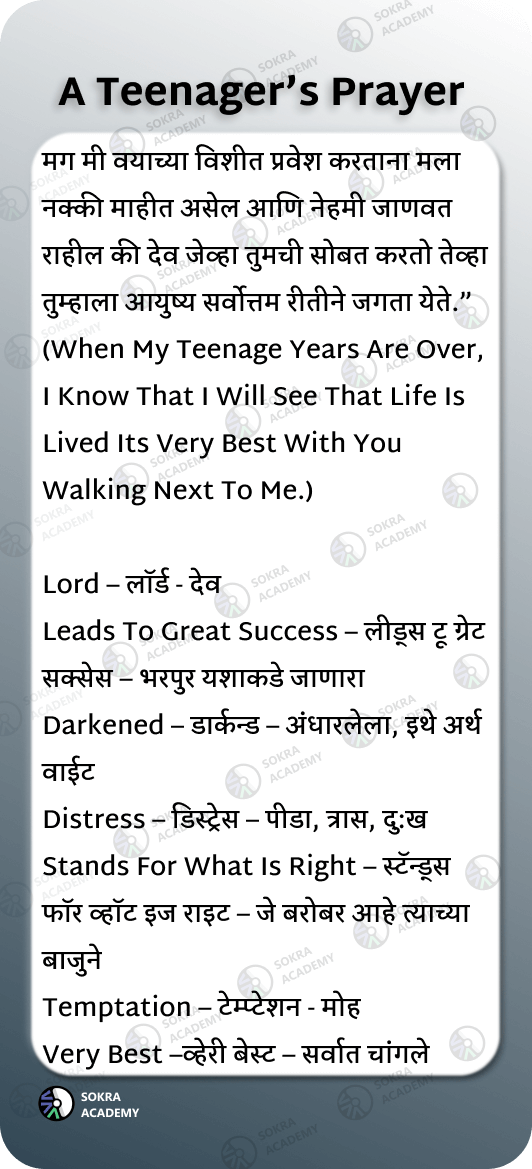 A Teenager’s Prayer
मग मी वयाच्या विशीत प्रवेश करताना मला
नक्की माहीत असेल आणि नेहमी जाणवत
राहील की देव जेव्हा तुमची सोबत करतो तेव्हा
तुम्हाला आयुष्य सर्वोत्तम रीतीने जगता येते.”
(When My Teenage Years Are Over,
I Know That I Will See That Life Is
Lived Its Very Best With You
Walking Next To Me.)
Lord – लॉर्ड - देव
Leads To Great Success – लीड्स टू ग्रेट
सक्सेस – भरपुर यशाकडे जाणारा
Darkened – डार्कन्ड – अंधारलेला, इथे अर्थ
वाईट
Distress – डिस्ट्रेस – पीडा, त्रास, दु:ख
Stands For What Is Right – स्टॅन्ड्स
फॉर व्हॉट इज राइट – जे बरोबर आहे त्याच्या
बाजुने
Temptation – टेम्प्टेशन - मोह
Very Best –व्हेरी बेस्ट – सर्वात चांगले
SOKRA
ACADEMY